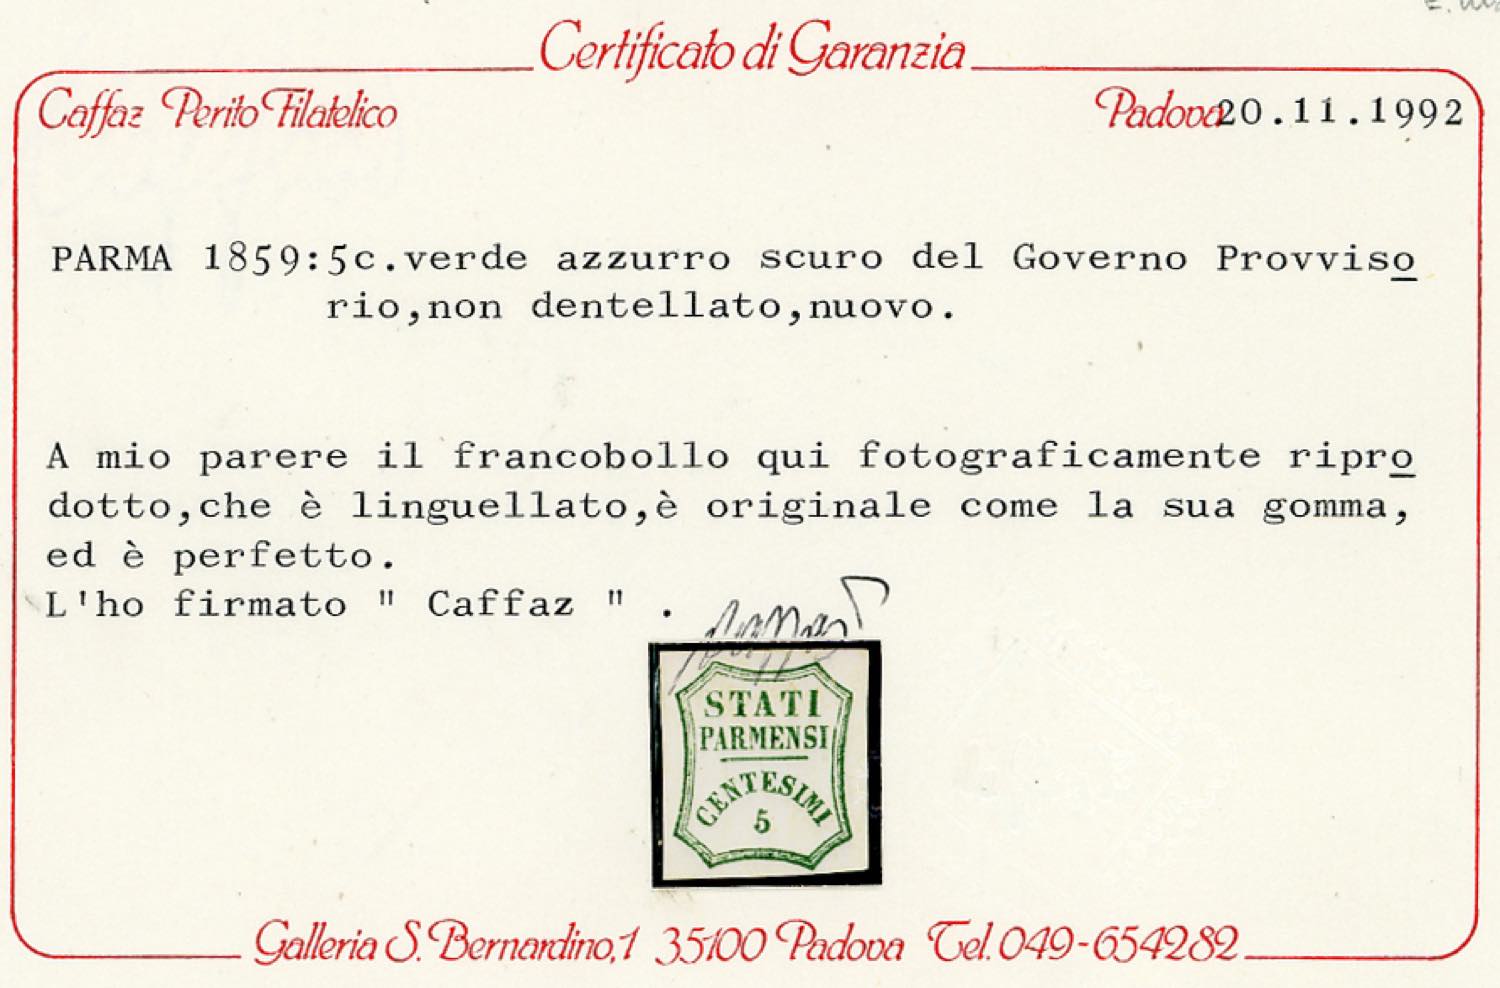 Certificato di Garanzia
Caffaz Perito Filatelico
Padova 20.11.1992
PARMA 1859:5c.verde azzurro scuro del Governo Provviso
rio,non dentellato,nuovo.
A mio parere il francobollo qui fotograficamente ripro
dotto,che è linguellato,è originale come la sua gomma,
ed è perfetto.
L'ho firmato " Caffaz " .
Caffaz
STATI
PARMENSI
CENTESIMI
5
Galleria S. Bernardino,1 35100 Padova Tel. 049-654282